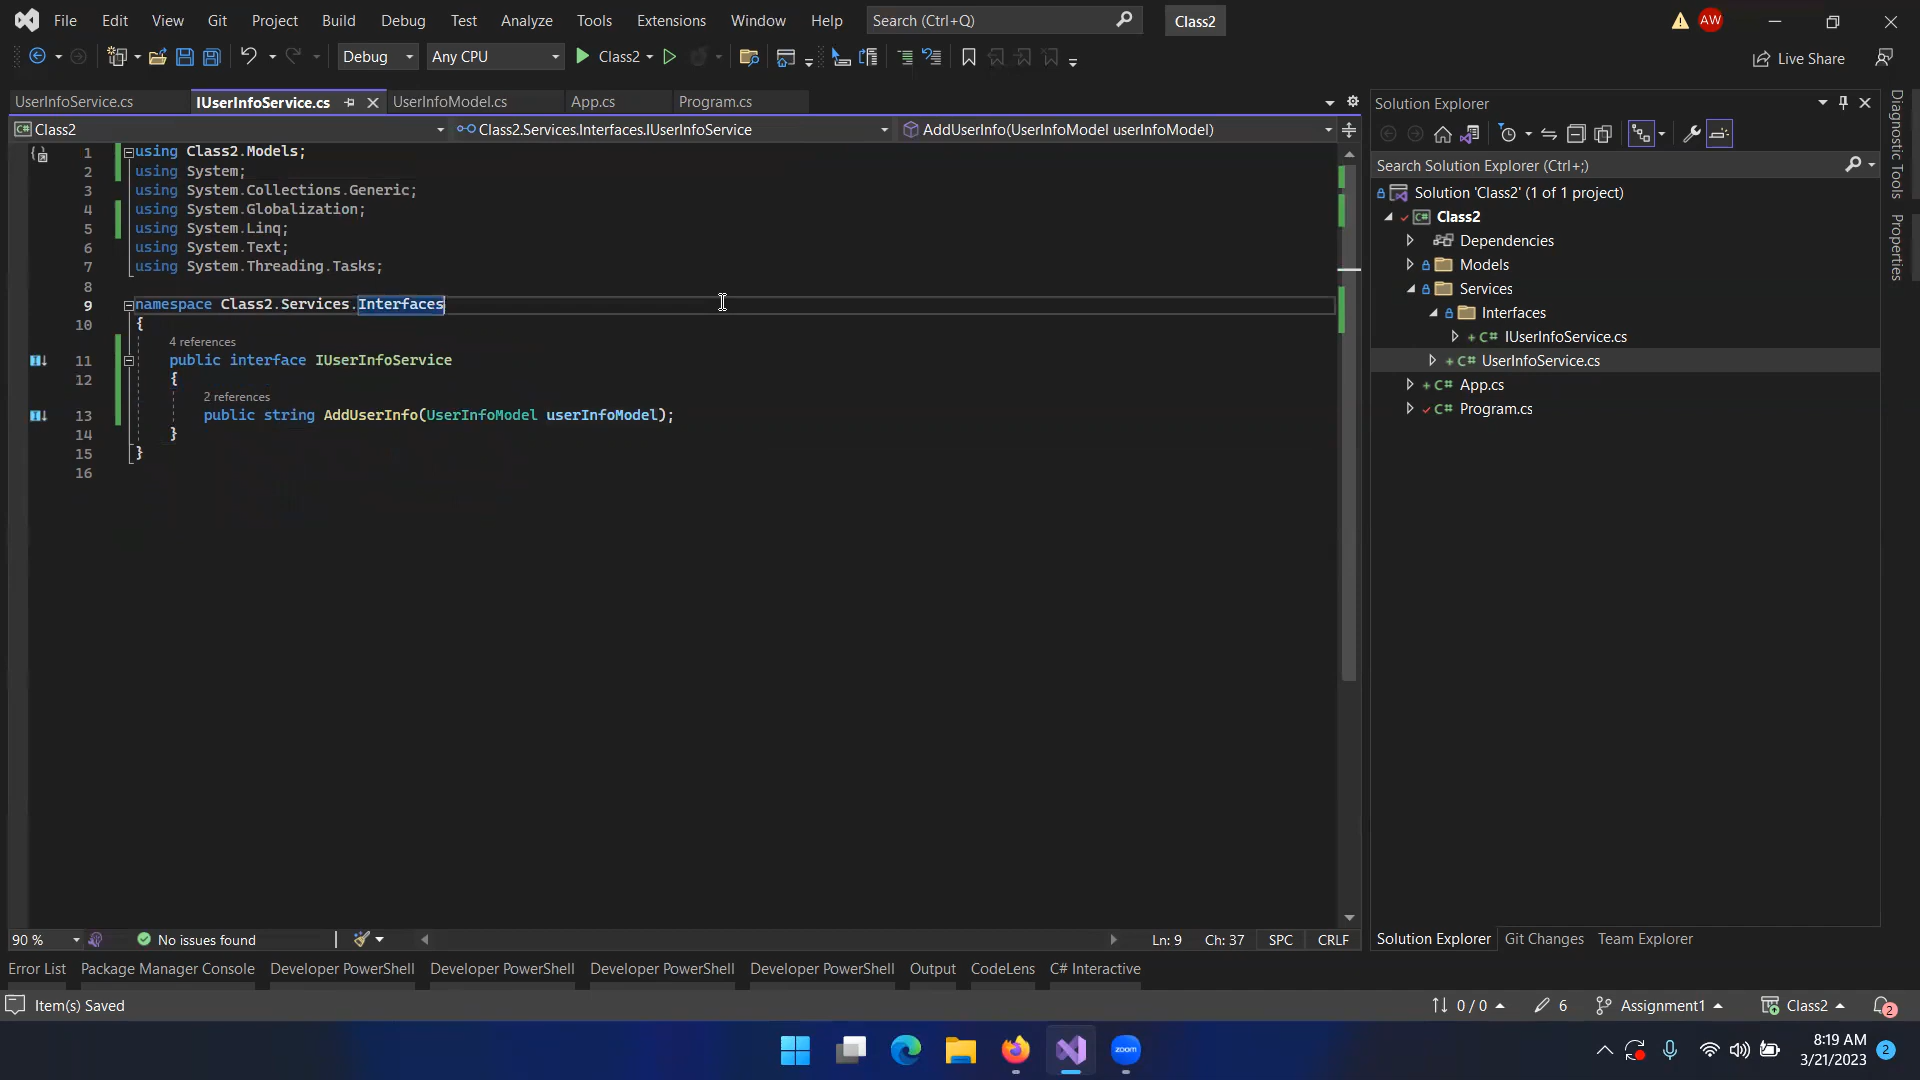 File Edit View Git Project Build Debug Test Analyze Tools Extensions Window Help Search (Ctrl+Q) Class2 AW
Debug Any CPU Class2 Live Share
UserInfoService.cs IUserInfoService.cs UserInfoModel.cs App.cs Program.cs
Class2 Class2.Services.Interfaces.IUserInfoService AddUserInfo(UserInfoModel userInfoModel)
1 using Class2.Models;
2 using System;
3 using System.Collections.Generic;
4 using System.Globalization;
5 using System.Linq;
6 using System.Text;
7 using System.Threading.Tasks;
8
9 namespace Class2.Services.Interfaces
10 {
4 references
11 public interface IUserInfoService
12 {
2 references
13 public string AddUserInfo(UserInfoModel userInfoModel);
14 }
15 }
16
90 % No issues found Ln: 9 Ch: 37 SPC CRLF
Solution Explorer
Search Solution Explorer (Ctrl+;)
Solution 'Class2' (1 of 1 project)
C# Class2
Dependencies
Models
Services
Interfaces
C# IUserInfoService.cs
C# UserInfoService.cs
C# App.cs
C# Program.cs
Solution Explorer Git Changes Team Explorer
Diagnostic Tools
Properties
Error List Package Manager Console Developer PowerShell Developer PowerShell Developer PowerShell Developer PowerShell Output CodeLens C# Interactive
Item(s) Saved 0 / 0 6 Assignment1 Class2 2
zoom
8:19 AM
3/21/2023 2